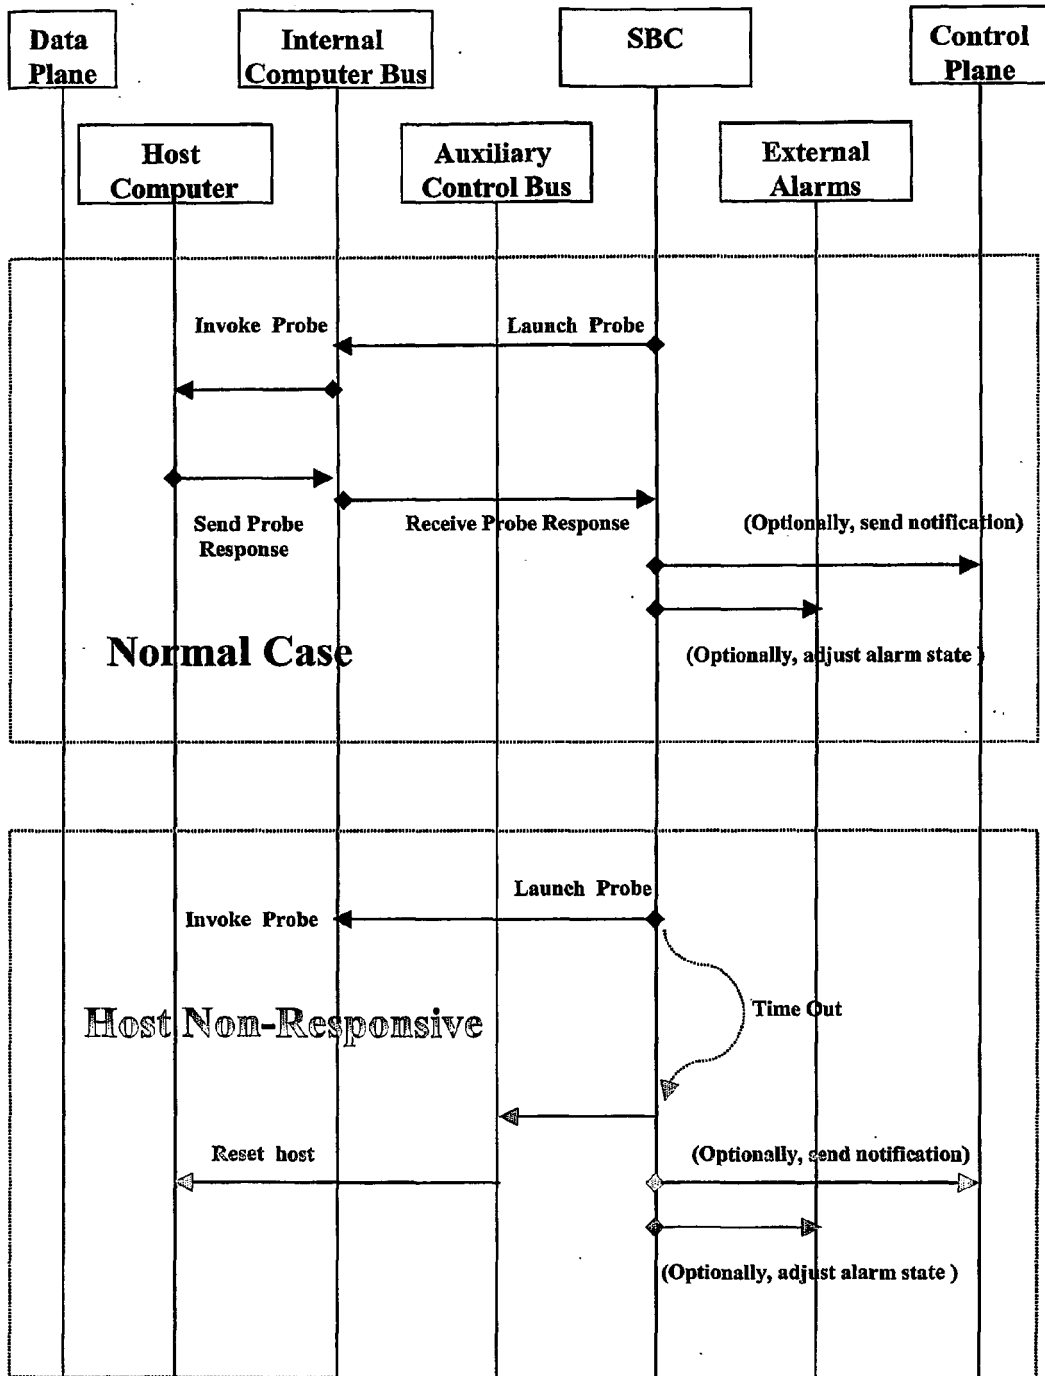 Data
Plane
Internal
Computer Bus
SBC
Control
Plane
Host
Computer
Auxiliary
Control Bus
External
Alarms
Invoke Probe
Launch Probe
Send Probe
Response
Receive Probe Response
(Optionally, send notification)
Normal Case
(Optionally, adjust alarm state )
Launch Probe
Invoke Probe
Host Non-Responsive
Time Out
Reset host
(Optionally, send notification)
(Optionally, adjust alarm state )